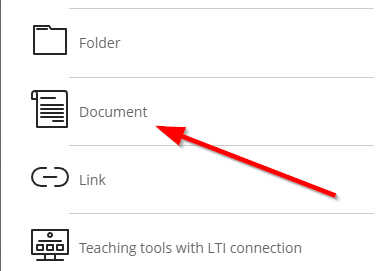 Folder
Document
Link
Teaching tools with LTI connection